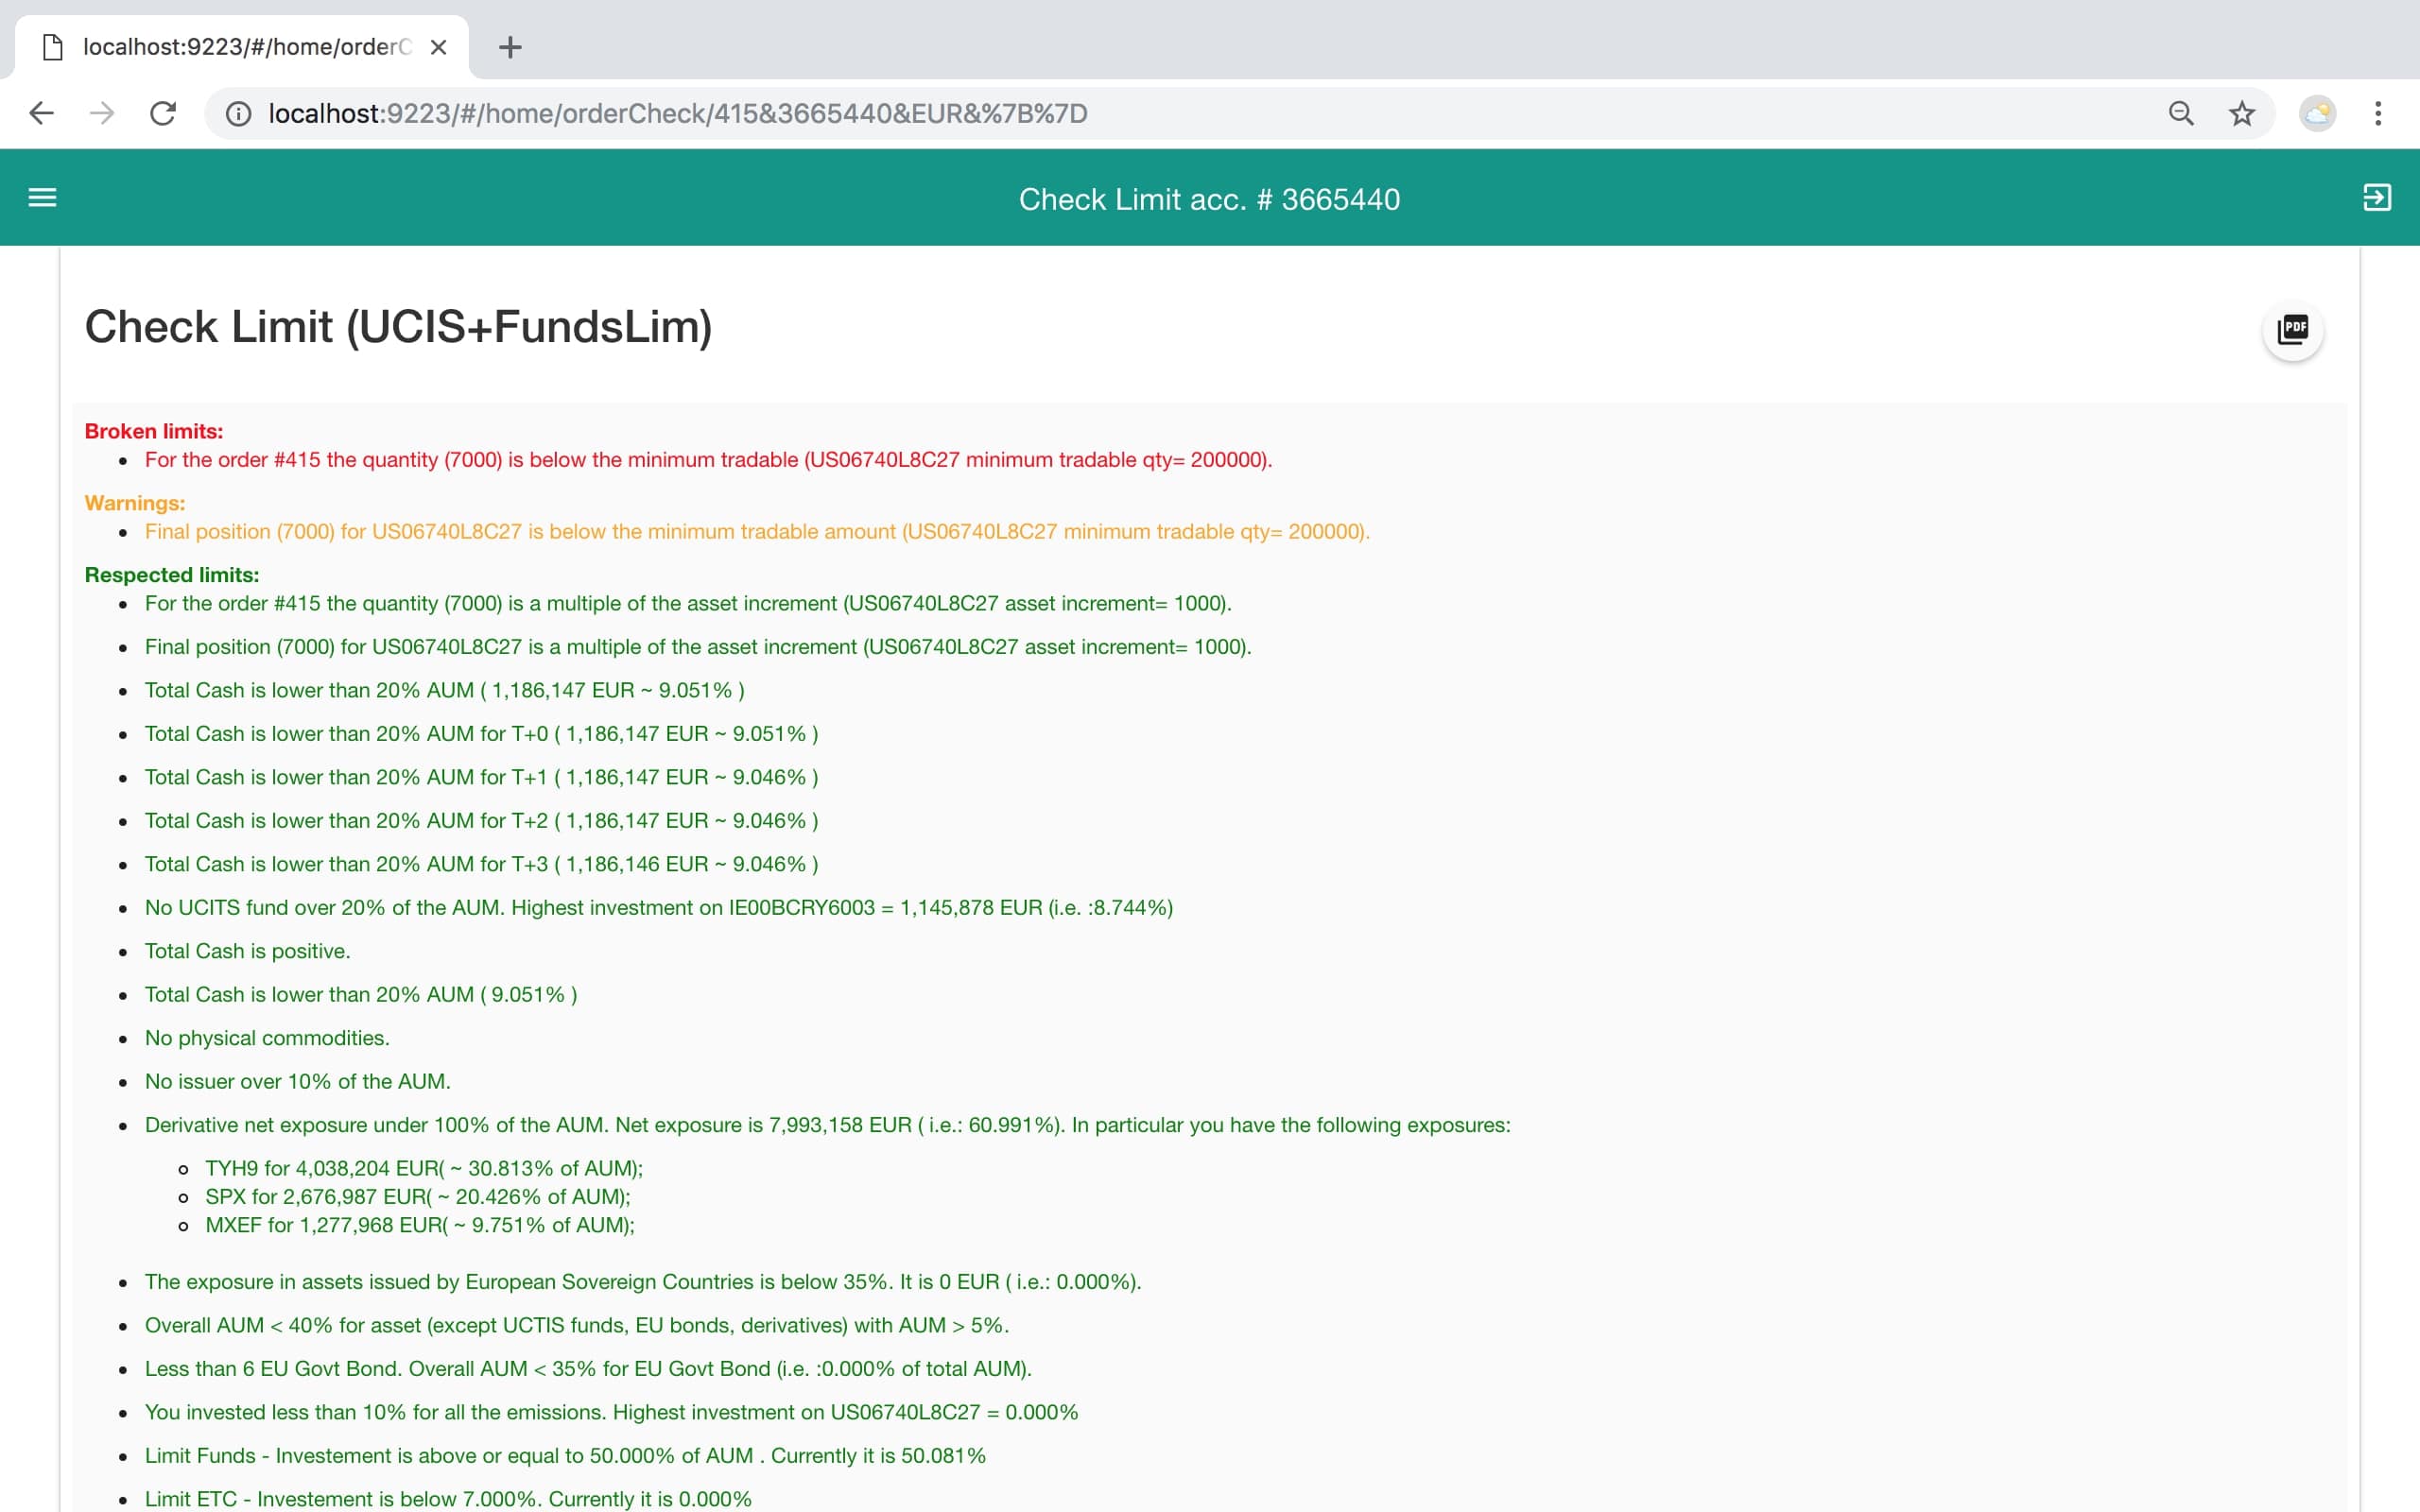 localhost:9223/#/home/orderC
localhost:9223/#/home/orderCheck/415&3665440&EUR&%7B%7D
Check Limit acc. # 3665440
Check Limit (UCIS+FundsLim)
PDF
Broken limits:
For the order #415 the quantity (7000) is below the minimum tradable (US06740L8C27 minimum tradable qty= 200000).
Warnings:
Final position (7000) for US06740L8C27 is below the minimum tradable amount (US06740L8C27 minimum tradable qty= 200000).
Respected limits:
For the order #415 the quantity (7000) is a multiple of the asset increment (US06740L8C27 asset increment= 1000).
Final position (7000) for US06740L8C27 is a multiple of the asset increment (US06740L8C27 asset increment= 1000).
Total Cash is lower than 20% AUM ( 1,186,147 EUR ~ 9.051% )
Total Cash is lower than 20% AUM for T+0 ( 1,186,147 EUR ~ 9.051% )
Total Cash is lower than 20% AUM for T+1 ( 1,186,147 EUR ~ 9.046% )
Total Cash is lower than 20% AUM for T+2 ( 1,186,147 EUR ~ 9.046% )
Total Cash is lower than 20% AUM for T+3 ( 1,186,146 EUR ~ 9.046% )
No UCITS fund over 20% of the AUM. Highest investment on IE00BCRY6003 = 1,145,878 EUR (i.e. :8.744%)
Total Cash is positive.
Total Cash is lower than 20% AUM ( 9.051% )
No physical commodities.
No issuer over 10% of the AUM.
Derivative net exposure under 100% of the AUM. Net exposure is 7,993,158 EUR ( i.e.: 60.991%). In particular you have the following exposures:
TYH9 for 4,038,204 EUR( ~ 30.813% of AUM);
SPX for 2,676,987 EUR( ~ 20.426% of AUM);
MXEF for 1,277,968 EUR( ~ 9.751% of AUM);
The exposure in assets issued by European Sovereign Countries is below 35%. It is 0 EUR ( i.e.: 0.000%).
Overall AUM < 40% for asset (except UCTIS funds, EU bonds, derivatives) with AUM > 5%.
Less than 6 EU Govt Bond. Overall AUM < 35% for EU Govt Bond (i.e. :0.000% of total AUM).
You invested less than 10% for all the emissions. Highest investment on US06740L8C27 = 0.000%
Limit Funds - Investement is above or equal to 50.000% of AUM . Currently it is 50.081%
Limit ETC - Investement is below 7.000%. Currently it is 0.000%